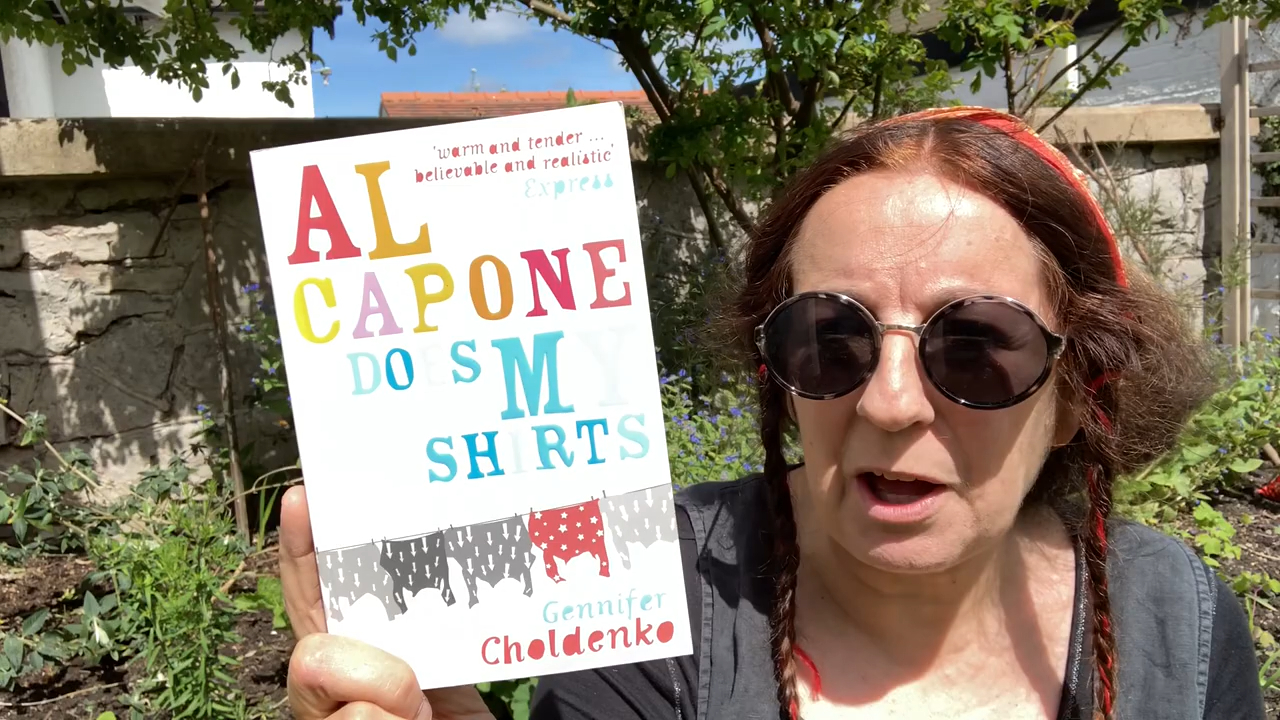 'warm and tender ...
believable and realistic'
Express
AL
CAPONE
DOES MY
SHIRTS
Gennifer
Choldenko